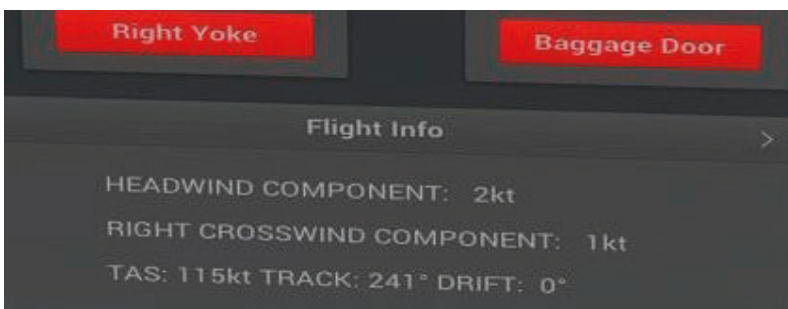 Right Yoke
Baggage Door
Flight Info
HEADWIND COMPONENT: 2kt
RIGHT CROSSWIND COMPONENT: 1kt
TAS: 115kt TRACK: 241° DRIFT: 0°